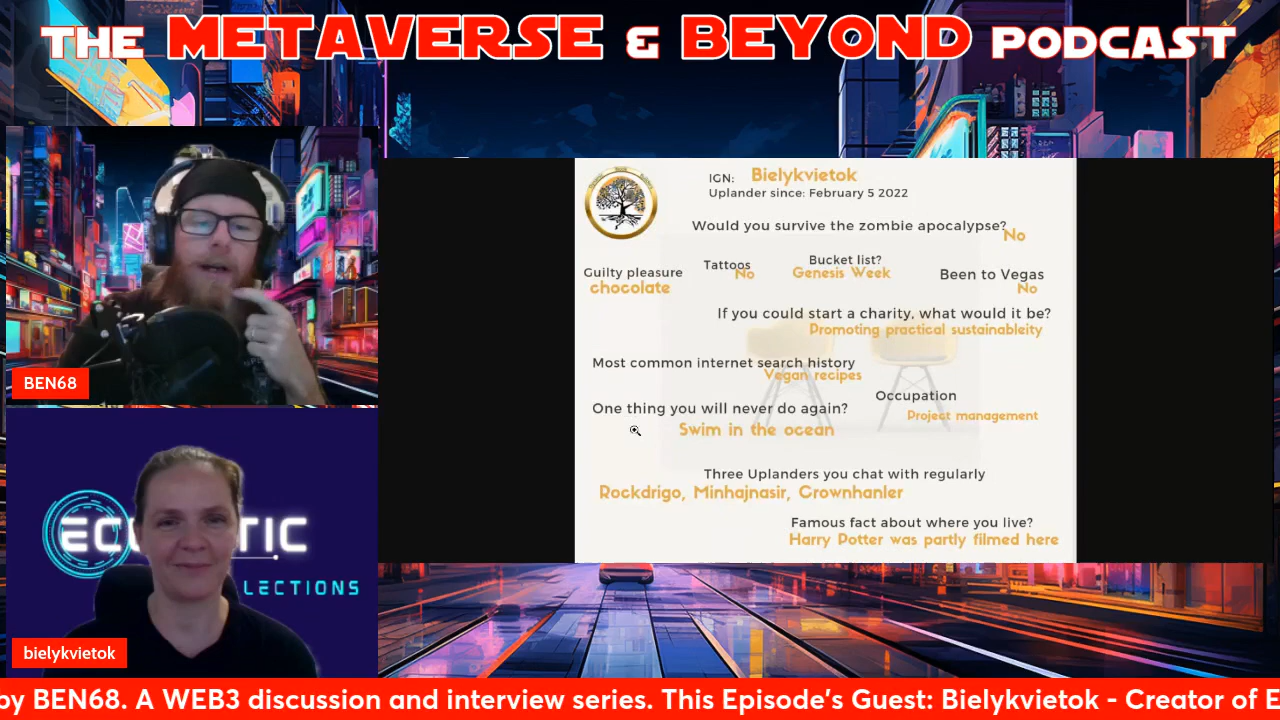 THE METAVERSE & BEYOND PODCAST
IGN: Bielykvietok
Uplander since: February 5 2022
Would you survive the zombie apocalypse?
No
Guilty pleasure
chocolate
Tattoos
No
Bucket list?
Genesis Week
Been to Vegas
No
If you could start a charity, what would it be?
Promoting practical sustainableity
Most common internet search history
Vegan recipes
Occupation
Project management
One thing you will never do again?
Swim in the ocean
Three Uplanders you chat with regularly
Rockdrigo, Minhajnasir, Crownhanler
Famous fact about where you live?
Harry Potter was partly filmed here
BEN68
LECTIONS
bielykvietok
by BEN68. A WEB3 discussion and interview series. This Episode's Guest: Bielykvietok - Creator of E